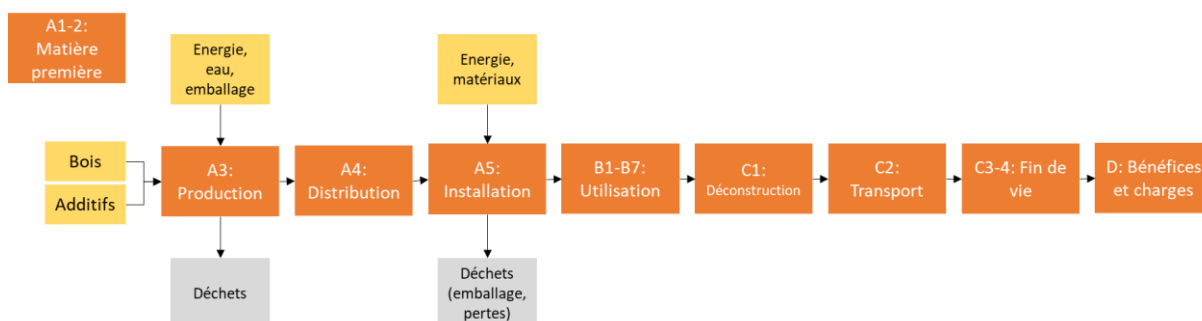 A1-2:
Matière
première
Energie,
eau,
emballage
Energie,
matériaux
Bois
Additifs
A3:
Production
A4:
Distribution
A5:
Installation
B1-B7:
Utilisation
C1:
Déconstruction
C2:
Transport
C3-4: Fin de
vie
D: Bénéfices
et charges
Déchets
Déchets
(emballage,
pertes)